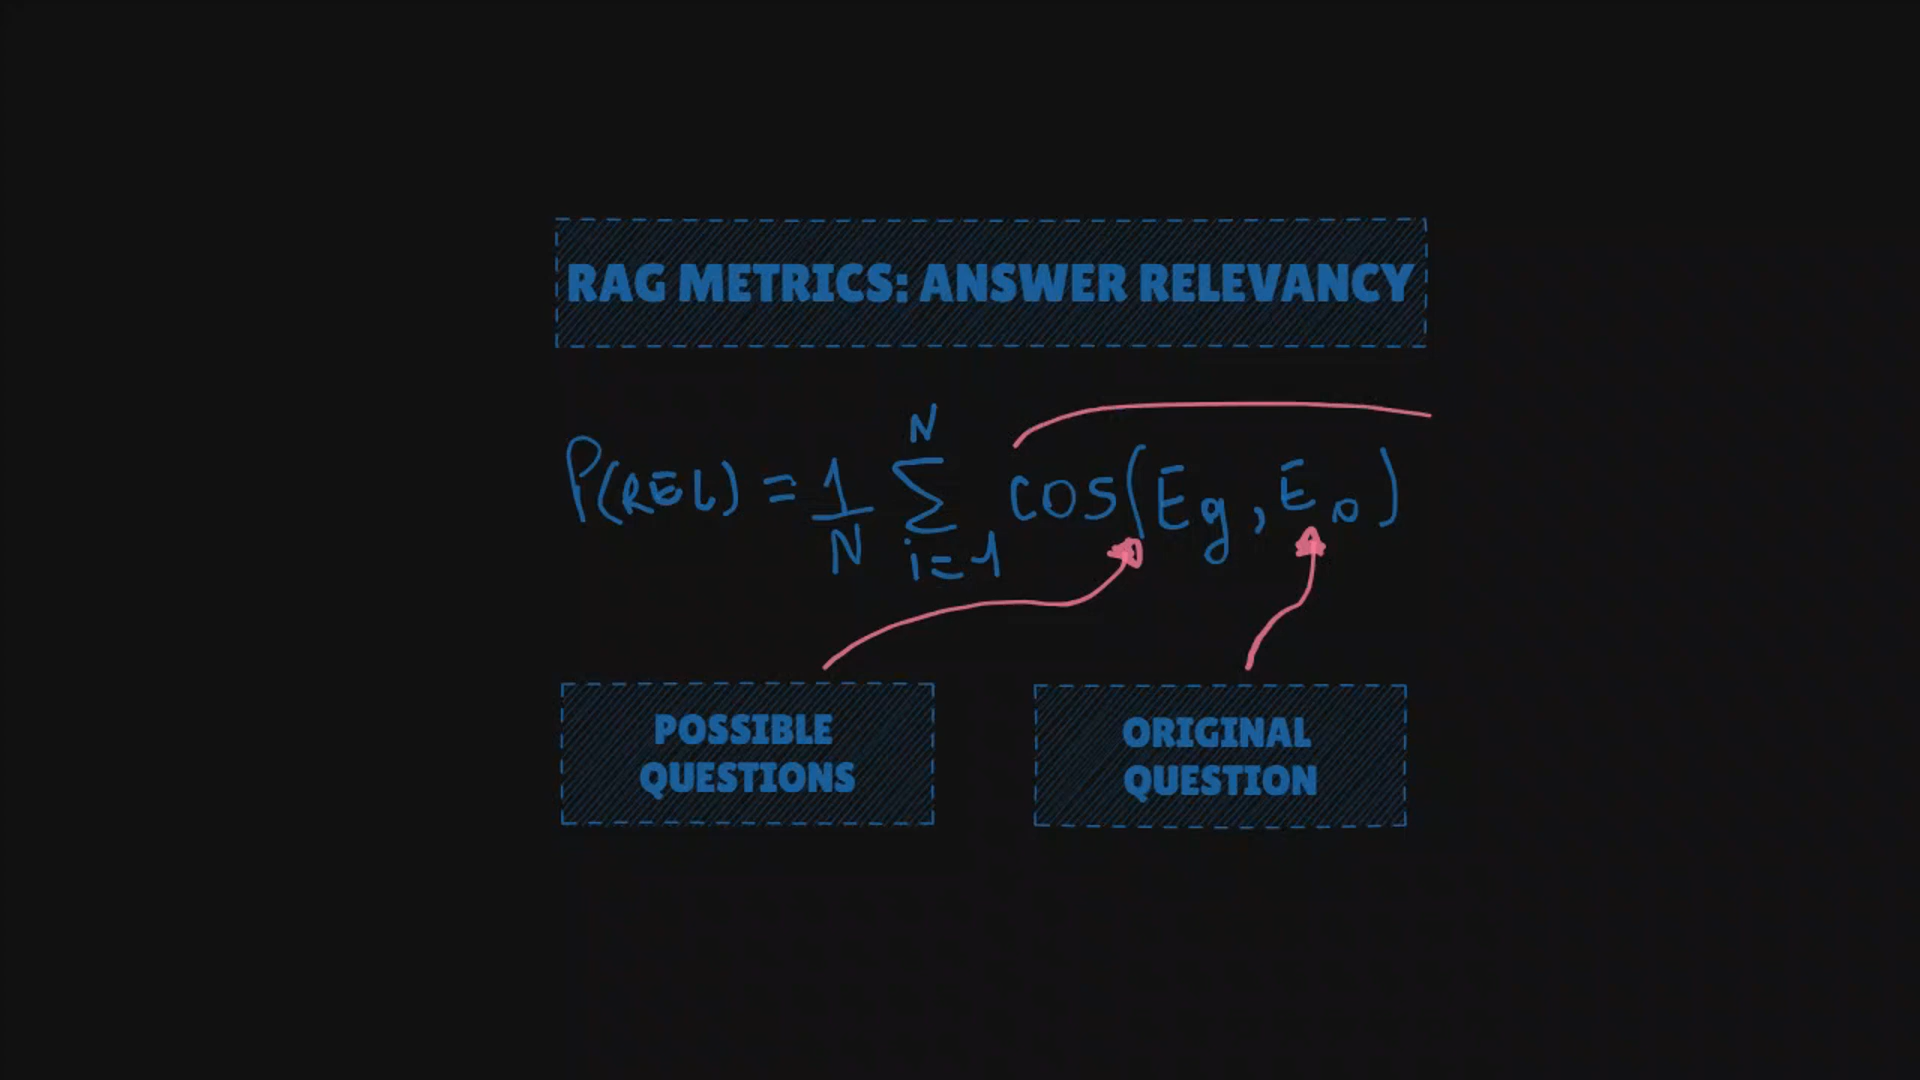 RAG METRICS: ANSWER RELEVANCY
P(REL) = 1/N N Σ i=1 cos(Eg, Eo)
POSSIBLE
QUESTIONS
ORIGINAL
QUESTION